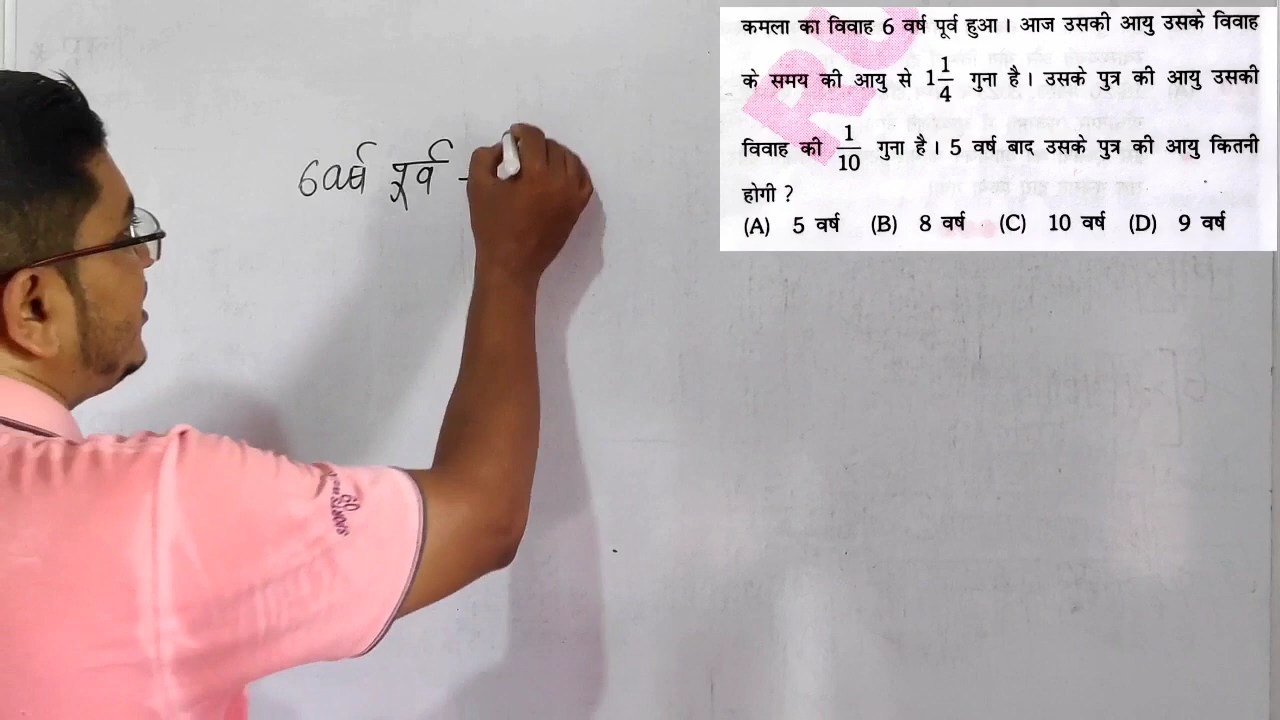 कमला का विवाह 6 वर्ष पूर्व हुआ। आज उसकी आयु उसके विवाह
के समय की आयु से 1 1/4 गुना है। उसके पुत्र की आयु उसकी
विवाह की 1/10 गुना है। 5 वर्ष बाद उसके पुत्र की आयु कितनी
होगी ?
(A) 5 वर्ष (B) 8 वर्ष (C) 10 वर्ष (D) 9 वर्ष
6 वर्ष पूर्व -